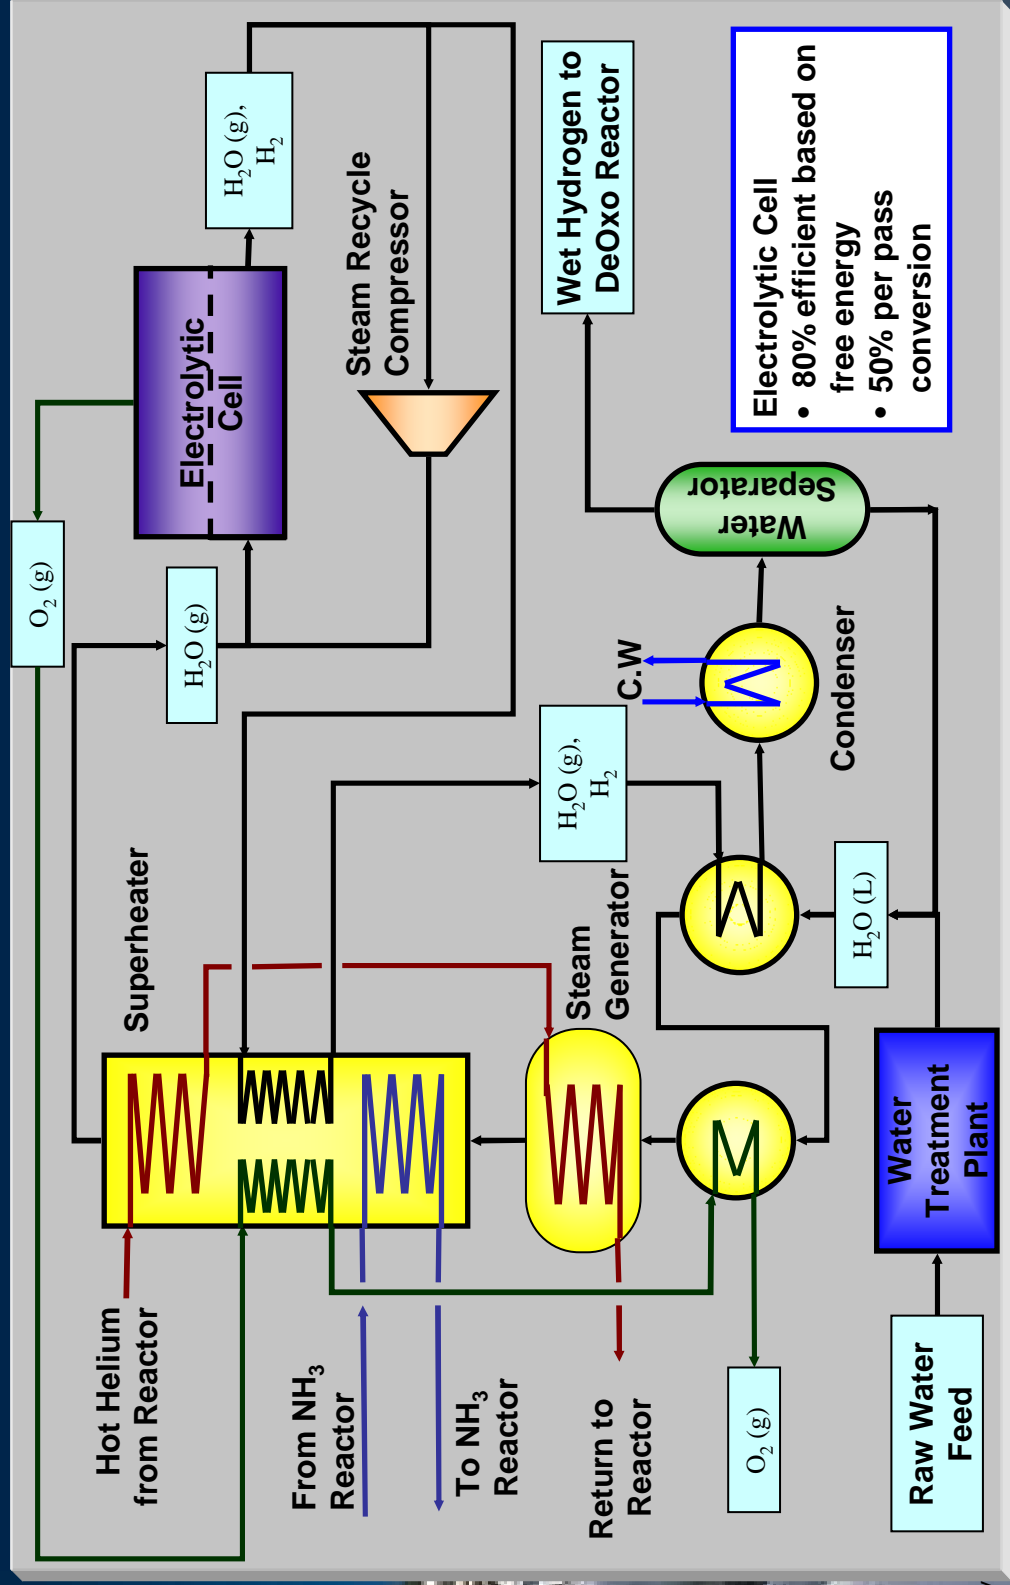 Hot Helium
from Reactor
Superheater
O2 (g)
H2O (g)
Electrolytic
Cell
H2O (g),
H2
From NH3
Reactor
To NH3
Reactor
Steam Recycle
Compressor
Return to
Reactor
Steam
Generator
H2O (g),
H2
C.W
Wet Hydrogen to
DeOxo Reactor
O2 (g)
Condenser
Water
Separator
H2O (L)
Raw Water
Feed
Water
Treatment
Plant
Electrolytic Cell
• 80% efficient based on
free energy
• 50% per pass
conversion